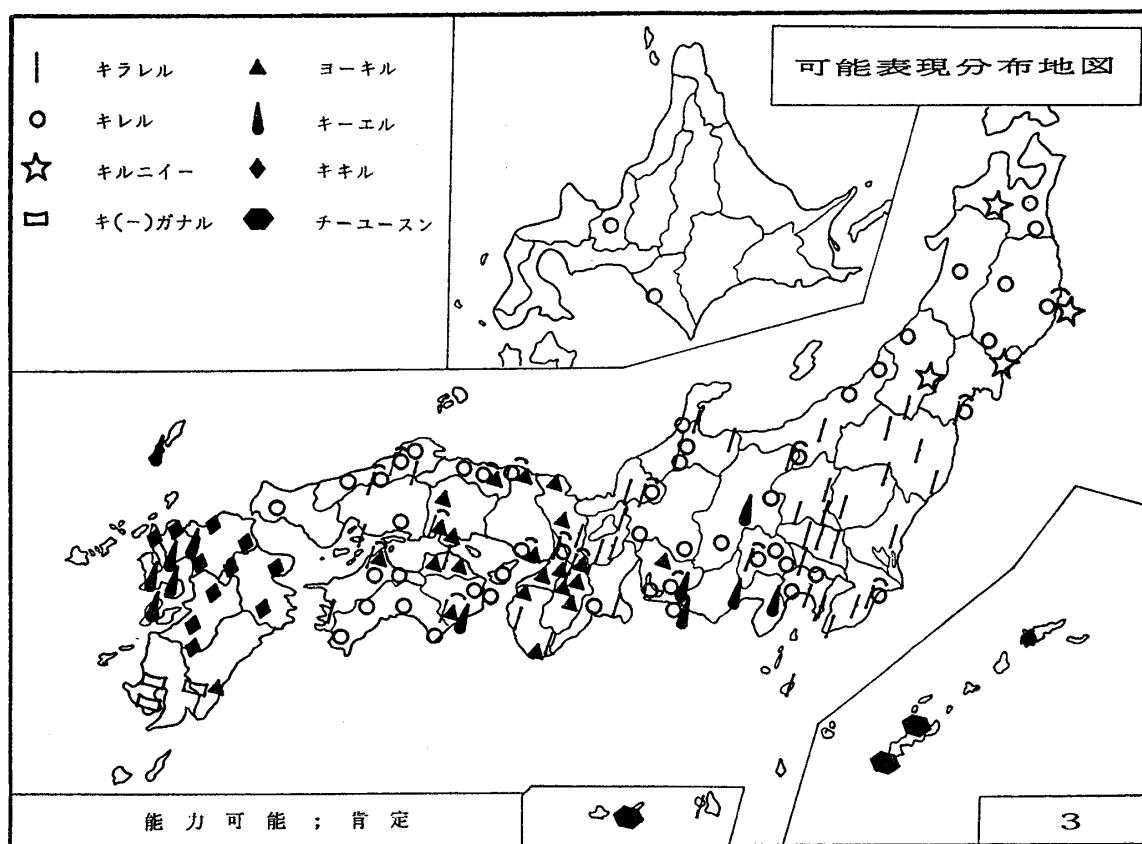 可能表現分布地図
キラレル
キレル
キルニイー
キ(ー)ガナル
ヨーキル
キーエル
キキル
チーユースン
能力可能；肯定
3